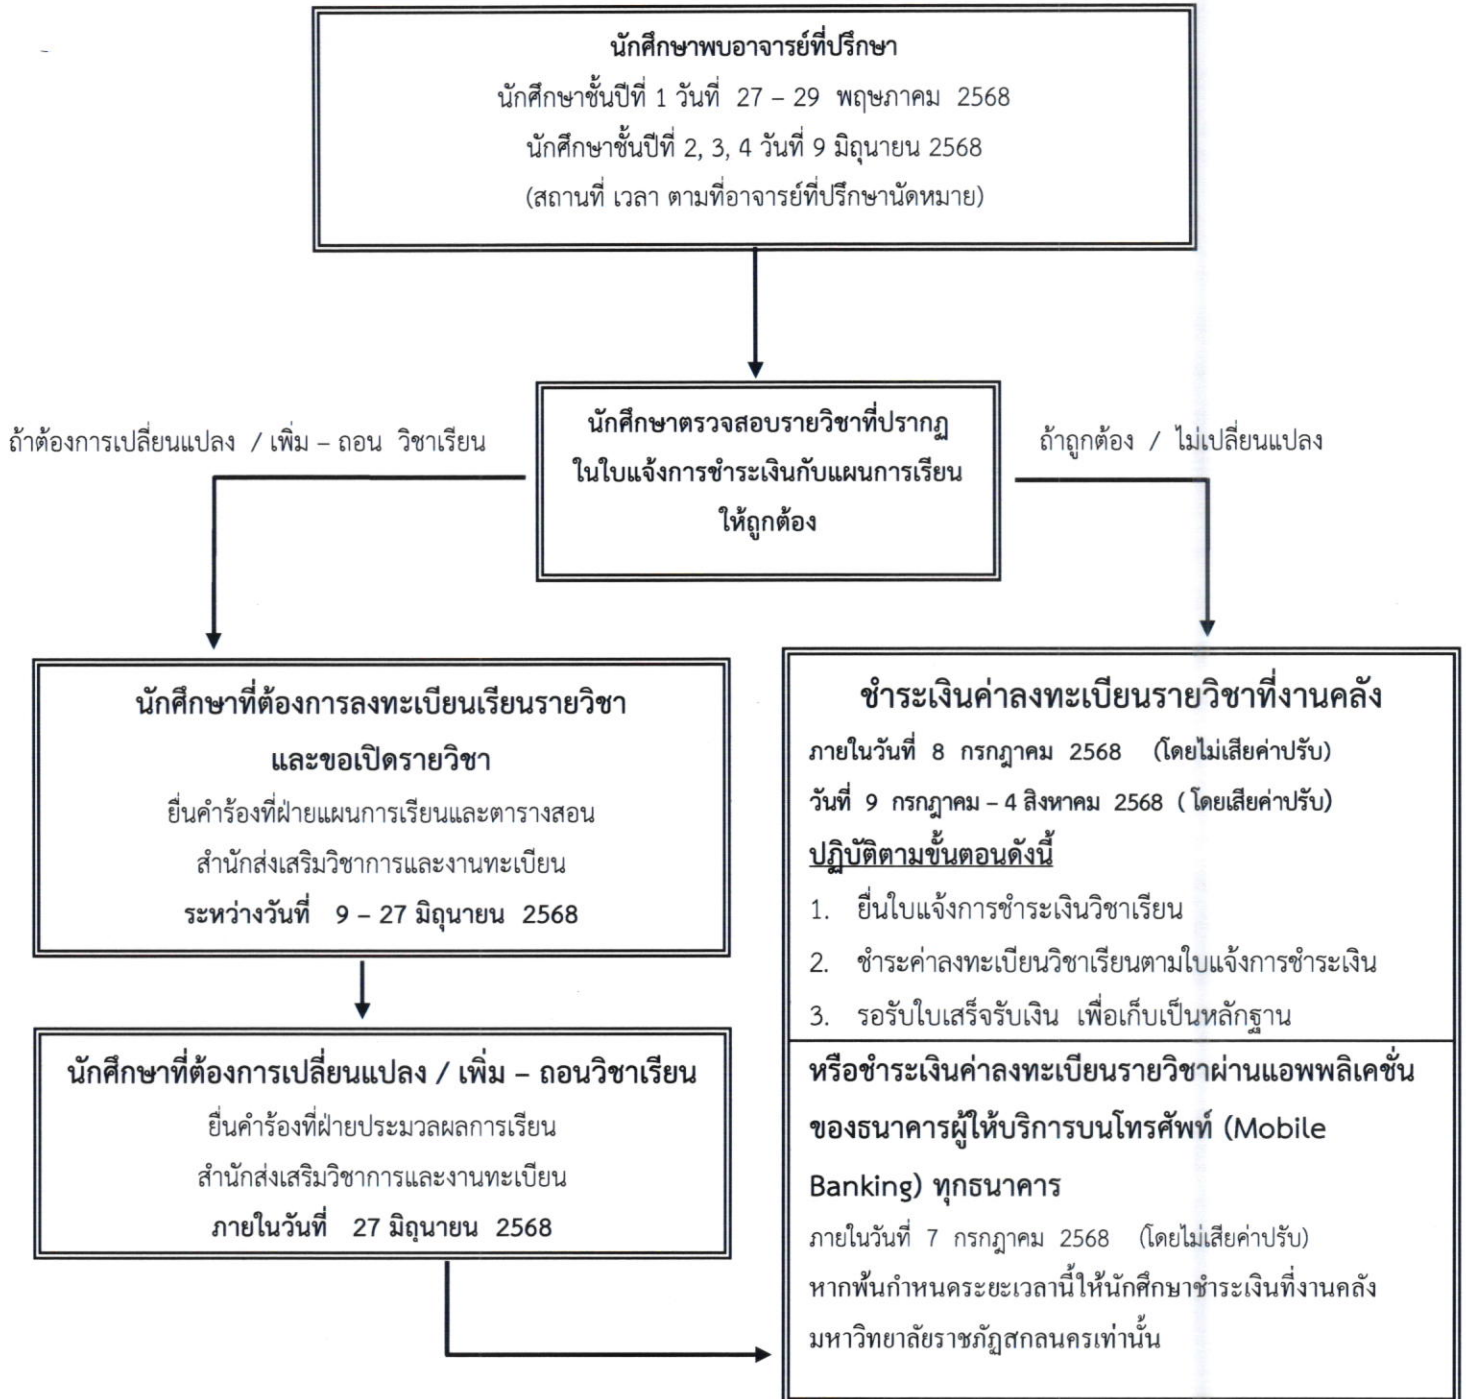 นักศึกษาพบอาจารย์ที่ปรึกษา
นักศึกษาชั้นปีที่ 1 วันที่ 27 – 29 พฤษภาคม 2568
นักศึกษาชั้นปีที่ 2, 3, 4 วันที่ 9 มิถุนายน 2568
(สถานที่ เวลา ตามที่อาจารย์ที่ปรึกษานัดหมาย)
ถ้าต้องการเปลี่ยนแปลง / เพิ่ม – ถอน วิชาเรียน
นักศึกษาตรวจสอบรายวิชาที่ปรากฏ
ในใบแจ้งการชำระเงินกับแผนการเรียน
ให้ถูกต้อง
ถ้าถูกต้อง / ไม่เปลี่ยนแปลง
นักศึกษาที่ต้องการลงทะเบียนเรียนรายวิชา
และขอเปิดรายวิชา
ยื่นคำร้องที่ฝ่ายแผนการเรียนและตารางสอน
สำนักส่งเสริมวิชาการและงานทะเบียน
ระหว่างวันที่ 9 – 27 มิถุนายน 2568
นักศึกษาที่ต้องการเปลี่ยนแปลง / เพิ่ม – ถอนวิชาเรียน
ยื่นคำร้องที่ฝ่ายประมวลผลการเรียน
สำนักส่งเสริมวิชาการและงานทะเบียน
ภายในวันที่ 27 มิถุนายน 2568
ชำระเงินค่าลงทะเบียนรายวิชาที่งานคลัง
ภายในวันที่ 8 กรกฎาคม 2568 (โดยไม่เสียค่าปรับ)
วันที่ 9 กรกฎาคม – 4 สิงหาคม 2568 ( โดยเสียค่าปรับ)
ปฏิบัติตามขั้นตอนดังนี้
1. ยื่นใบแจ้งการชำระเงินวิชาเรียน
2. ชำระค่าลงทะเบียนวิชาเรียนตามใบแจ้งการชำระเงิน
3. รอรับใบเสร็จรับเงิน เพื่อเก็บเป็นหลักฐาน
หรือชำระเงินค่าลงทะเบียนรายวิชาผ่านแอพพลิเคชั่น
ของธนาคารผู้ให้บริการบนโทรศัพท์ (Mobile
Banking) ทุกธนาคาร
ภายในวันที่ 7 กรกฎาคม 2568 (โดยไม่เสียค่าปรับ)
หากพ้นกำหนดระยะเวลานี้ให้นักศึกษาชำระเงินที่งานคลัง
มหาวิทยาลัยราชภัฏสกลนครเท่านั้น